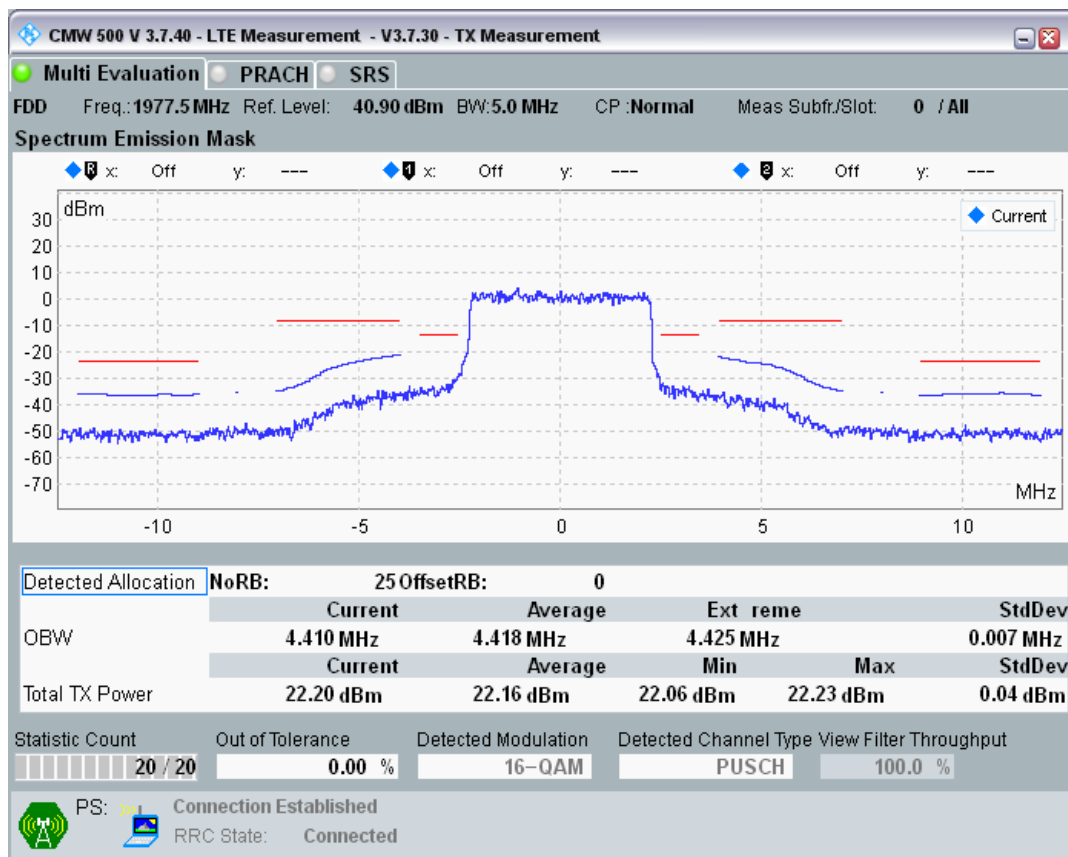 CMW 500 V 3.7.40 - LTE Measurement - V3.7.30 - TX Measurement
Multi Evaluation PRACH SRS
FDD Freq.: 1977.5 MHz Ref. Level: 40.90 dBm BW: 5.0 MHz CP : Normal Meas Subfr./Slot: 0 / All
Spectrum Emission Mask
R x: Off y: --- 1 x: Off y: --- 2 x: Off y: ---
dBm
Current
30
20
10
0
-10
-20
-30
-40
-50
-60
-70
MHz
-10 -5 0 5 10
Detected Allocation NoRB: 25 OffsetRB: 0
Current Average Ext reme StdDev
OBW 4.410 MHz 4.418 MHz 4.425 MHz 0.007 MHz
Current Average Min Max StdDev
Total TX Power 22.20 dBm 22.16 dBm 22.06 dBm 22.23 dBm 0.04 dBm
Statistic Count Out of Tolerance Detected Modulation Detected Channel Type View Filter Throughput
20 / 20 0.00 % 16-QAM PUSCH 100.0 %
PS: Connection Established
RRC State: Connected